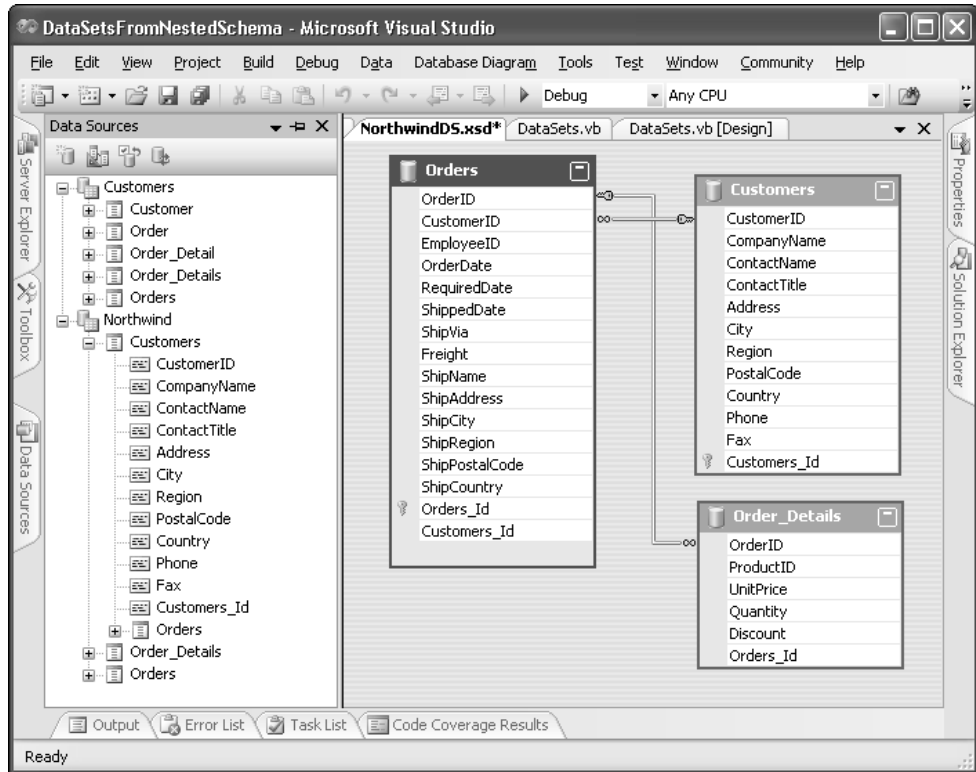 DataSetsFromNestedSchema - Microsoft Visual Studio
File Edit View Project Build Debug Data Database Diagram Tools Test Window Community Help
Debug Any CPU
Server Explorer
Toolbox
Data Sources
Data Sources
Customers
Customer
Order
Order_Detail
Order_Details
Orders
Northwind
Customers
CustomerID
CompanyName
ContactName
ContactTitle
Address
City
Region
PostalCode
Country
Phone
Fax
Customers_Id
Orders
Order_Details
Orders
NorthwindDS.xsd* DataSets.vb DataSets.vb [Design]
Orders
OrderID
CustomerID
EmployeeID
OrderDate
RequiredDate
ShippedDate
ShipVia
Freight
ShipName
ShipAddress
ShipCity
ShipRegion
ShipPostalCode
ShipCountry
Orders_Id
Customers_Id
Customers
CustomerID
CompanyName
ContactName
ContactTitle
Address
City
Region
PostalCode
Country
Phone
Fax
Customers_Id
Order_Details
OrderID
ProductID
UnitPrice
Quantity
Discount
Orders_Id
Properties
Solution Explorer
Output Error List Task List Code Coverage Results
Ready